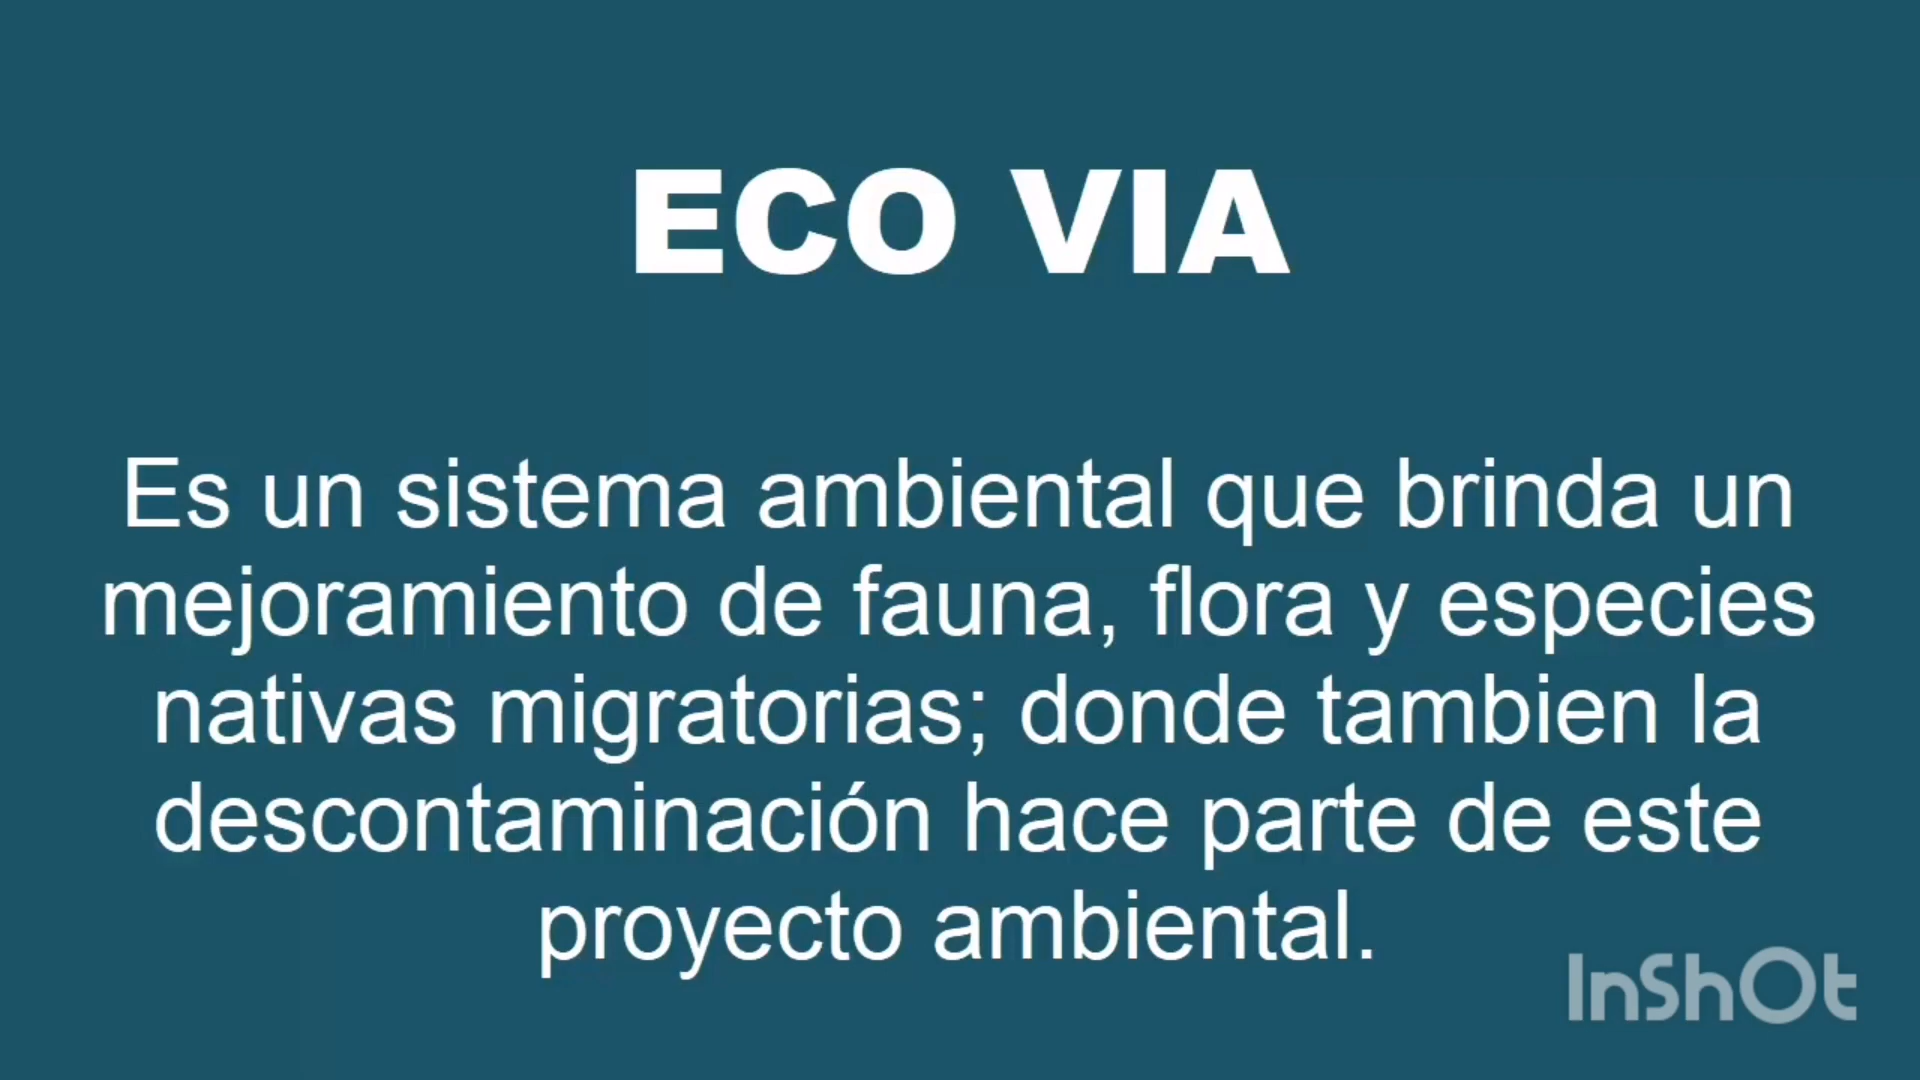 ECO VIA
Es un sistema ambiental que brinda un
mejoramiento de fauna, flora y especies
nativas migratorias; donde tambien la
descontaminación hace parte de este
proyecto ambiental.
InShOt